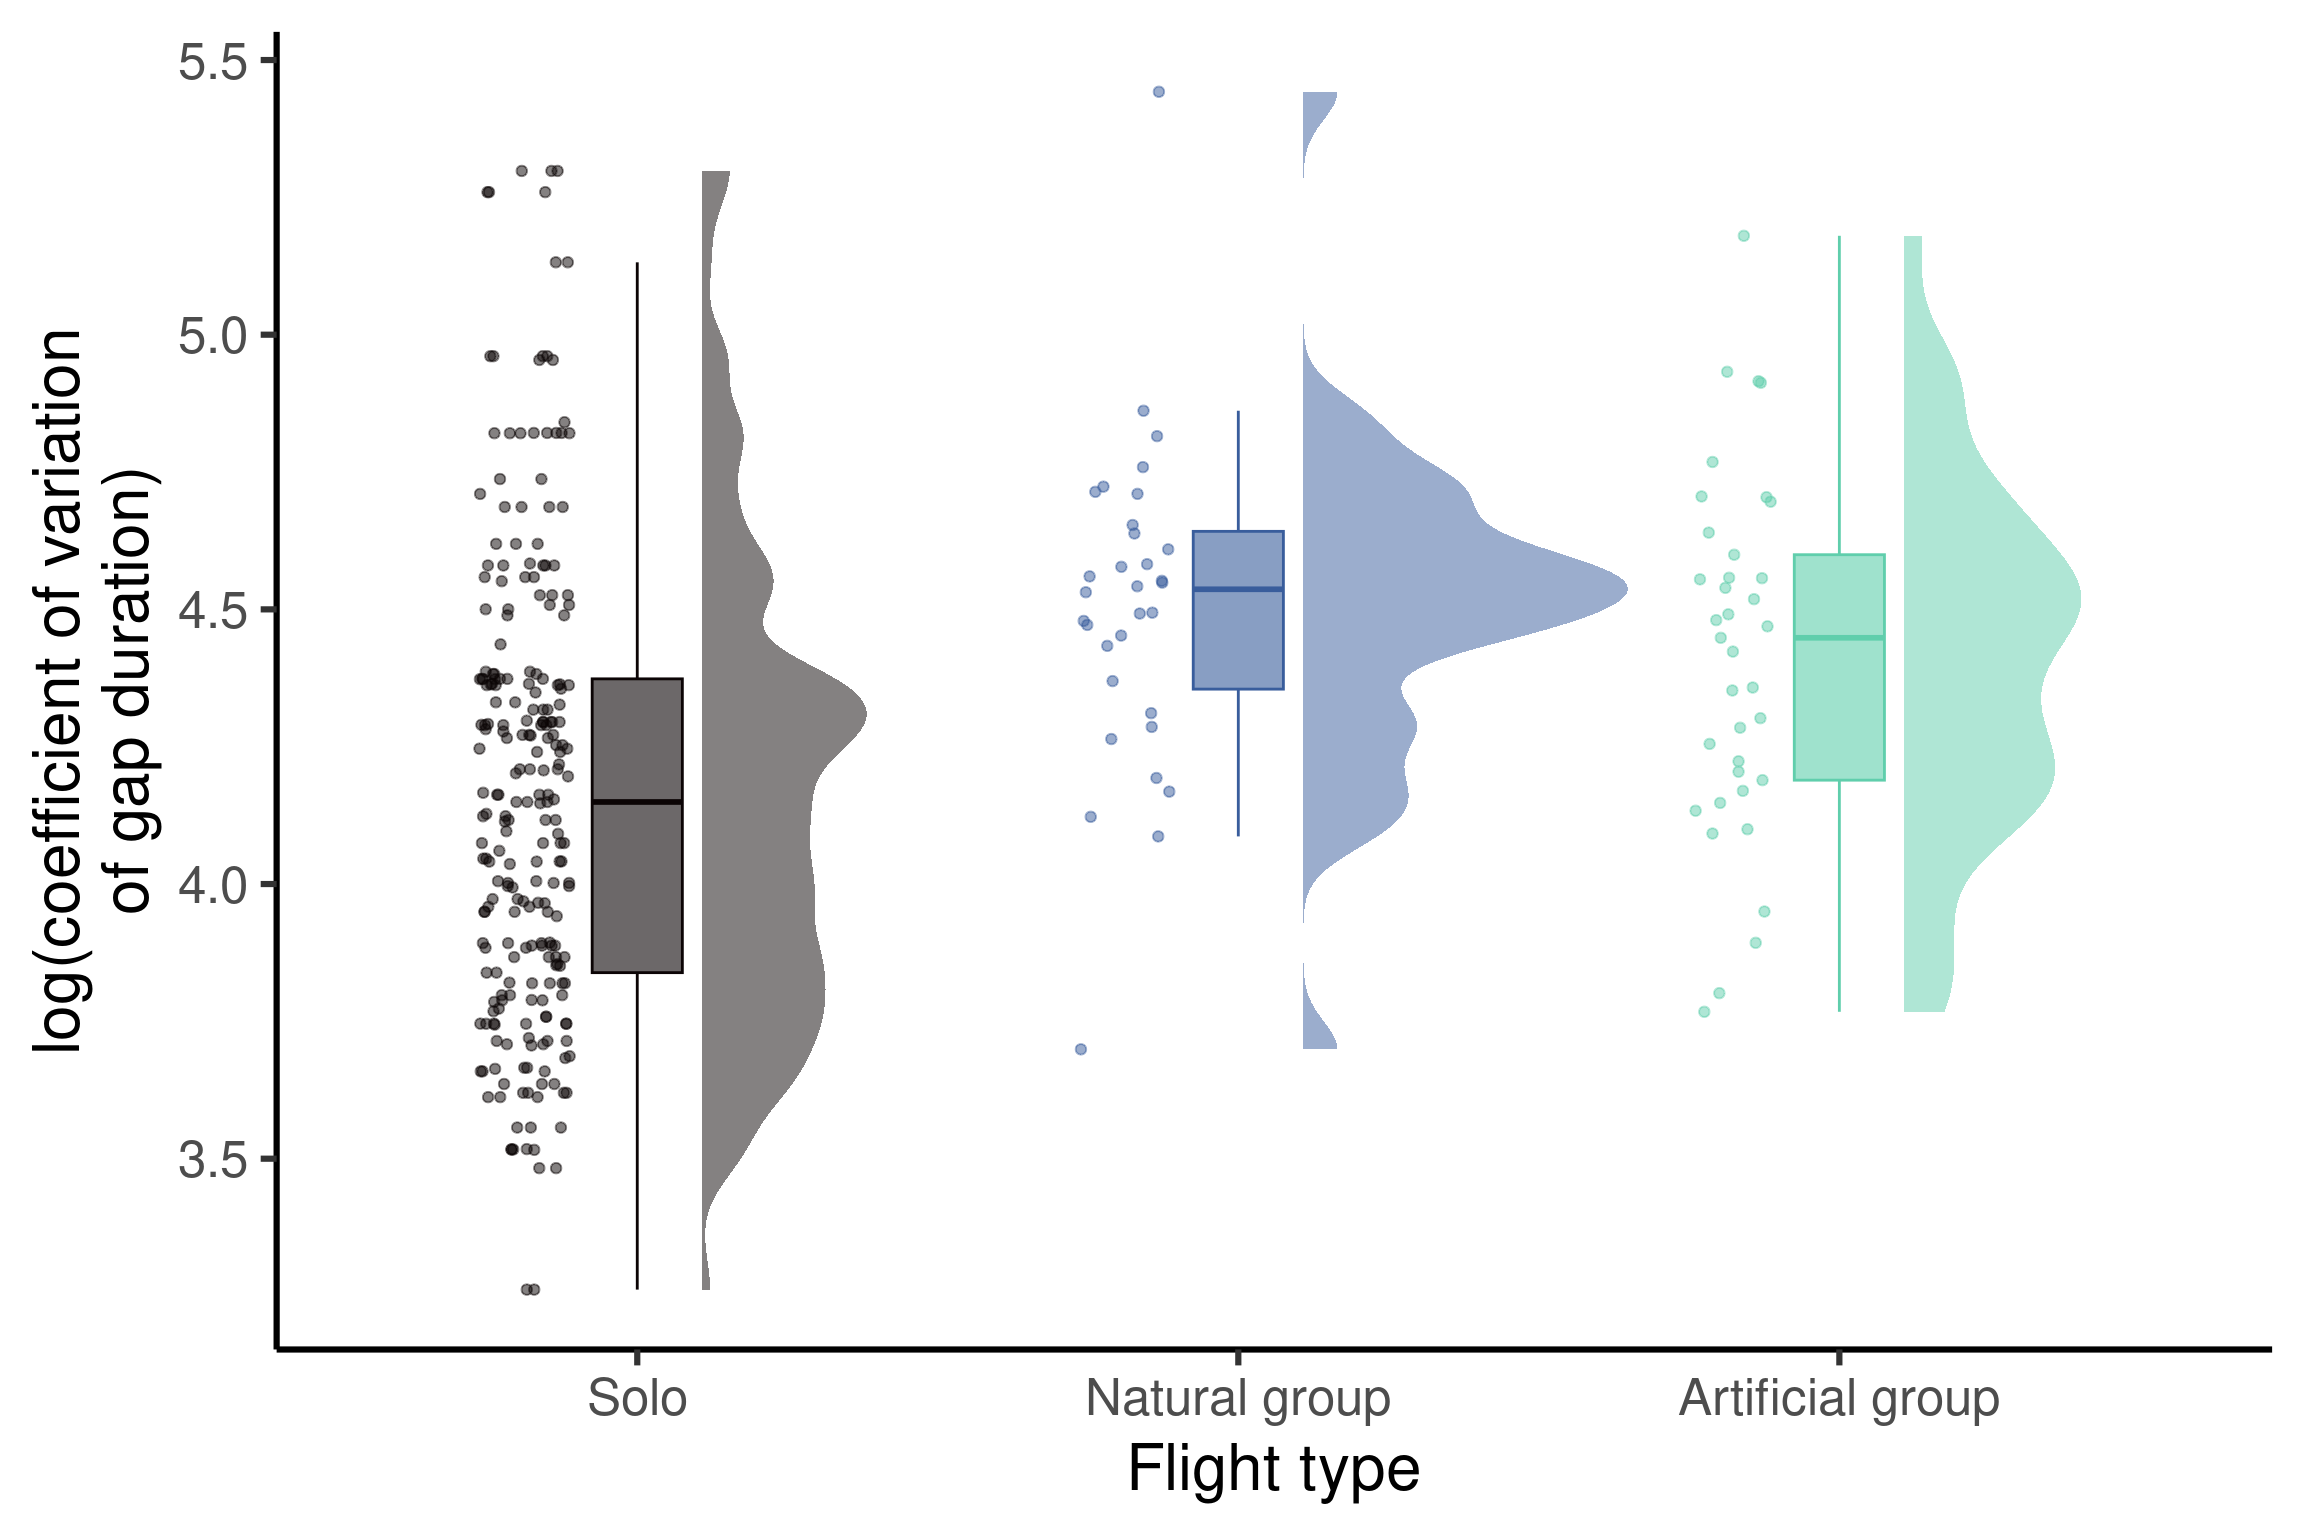 log(coefficient of variation
of gap duration)
5.5
5.0
4.5
4.0
3.5
Solo
Natural group
Artificial group
Flight type